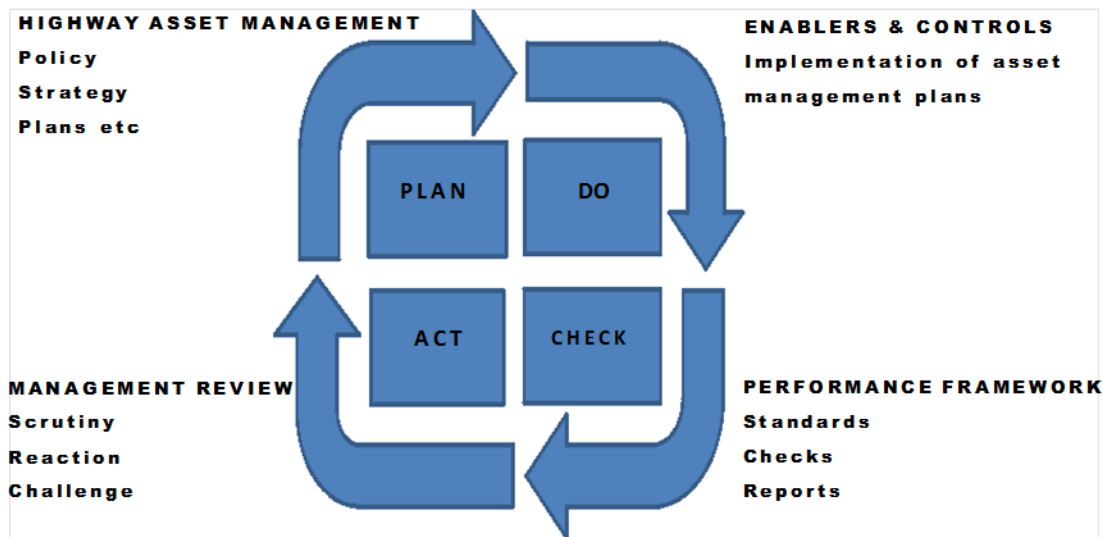 HIGHWAY ASSET MANAGEMENT
Policy
Strategy
Plans etc
ENABLERS & CONTROLS
Implementation of asset
management plans
PLAN
DO
ACT
CHECK
MANAGEMENT REVIEW
Scrutiny
Reaction
Challenge
PERFORMANCE FRAMEWORK
Standards
Checks
Reports